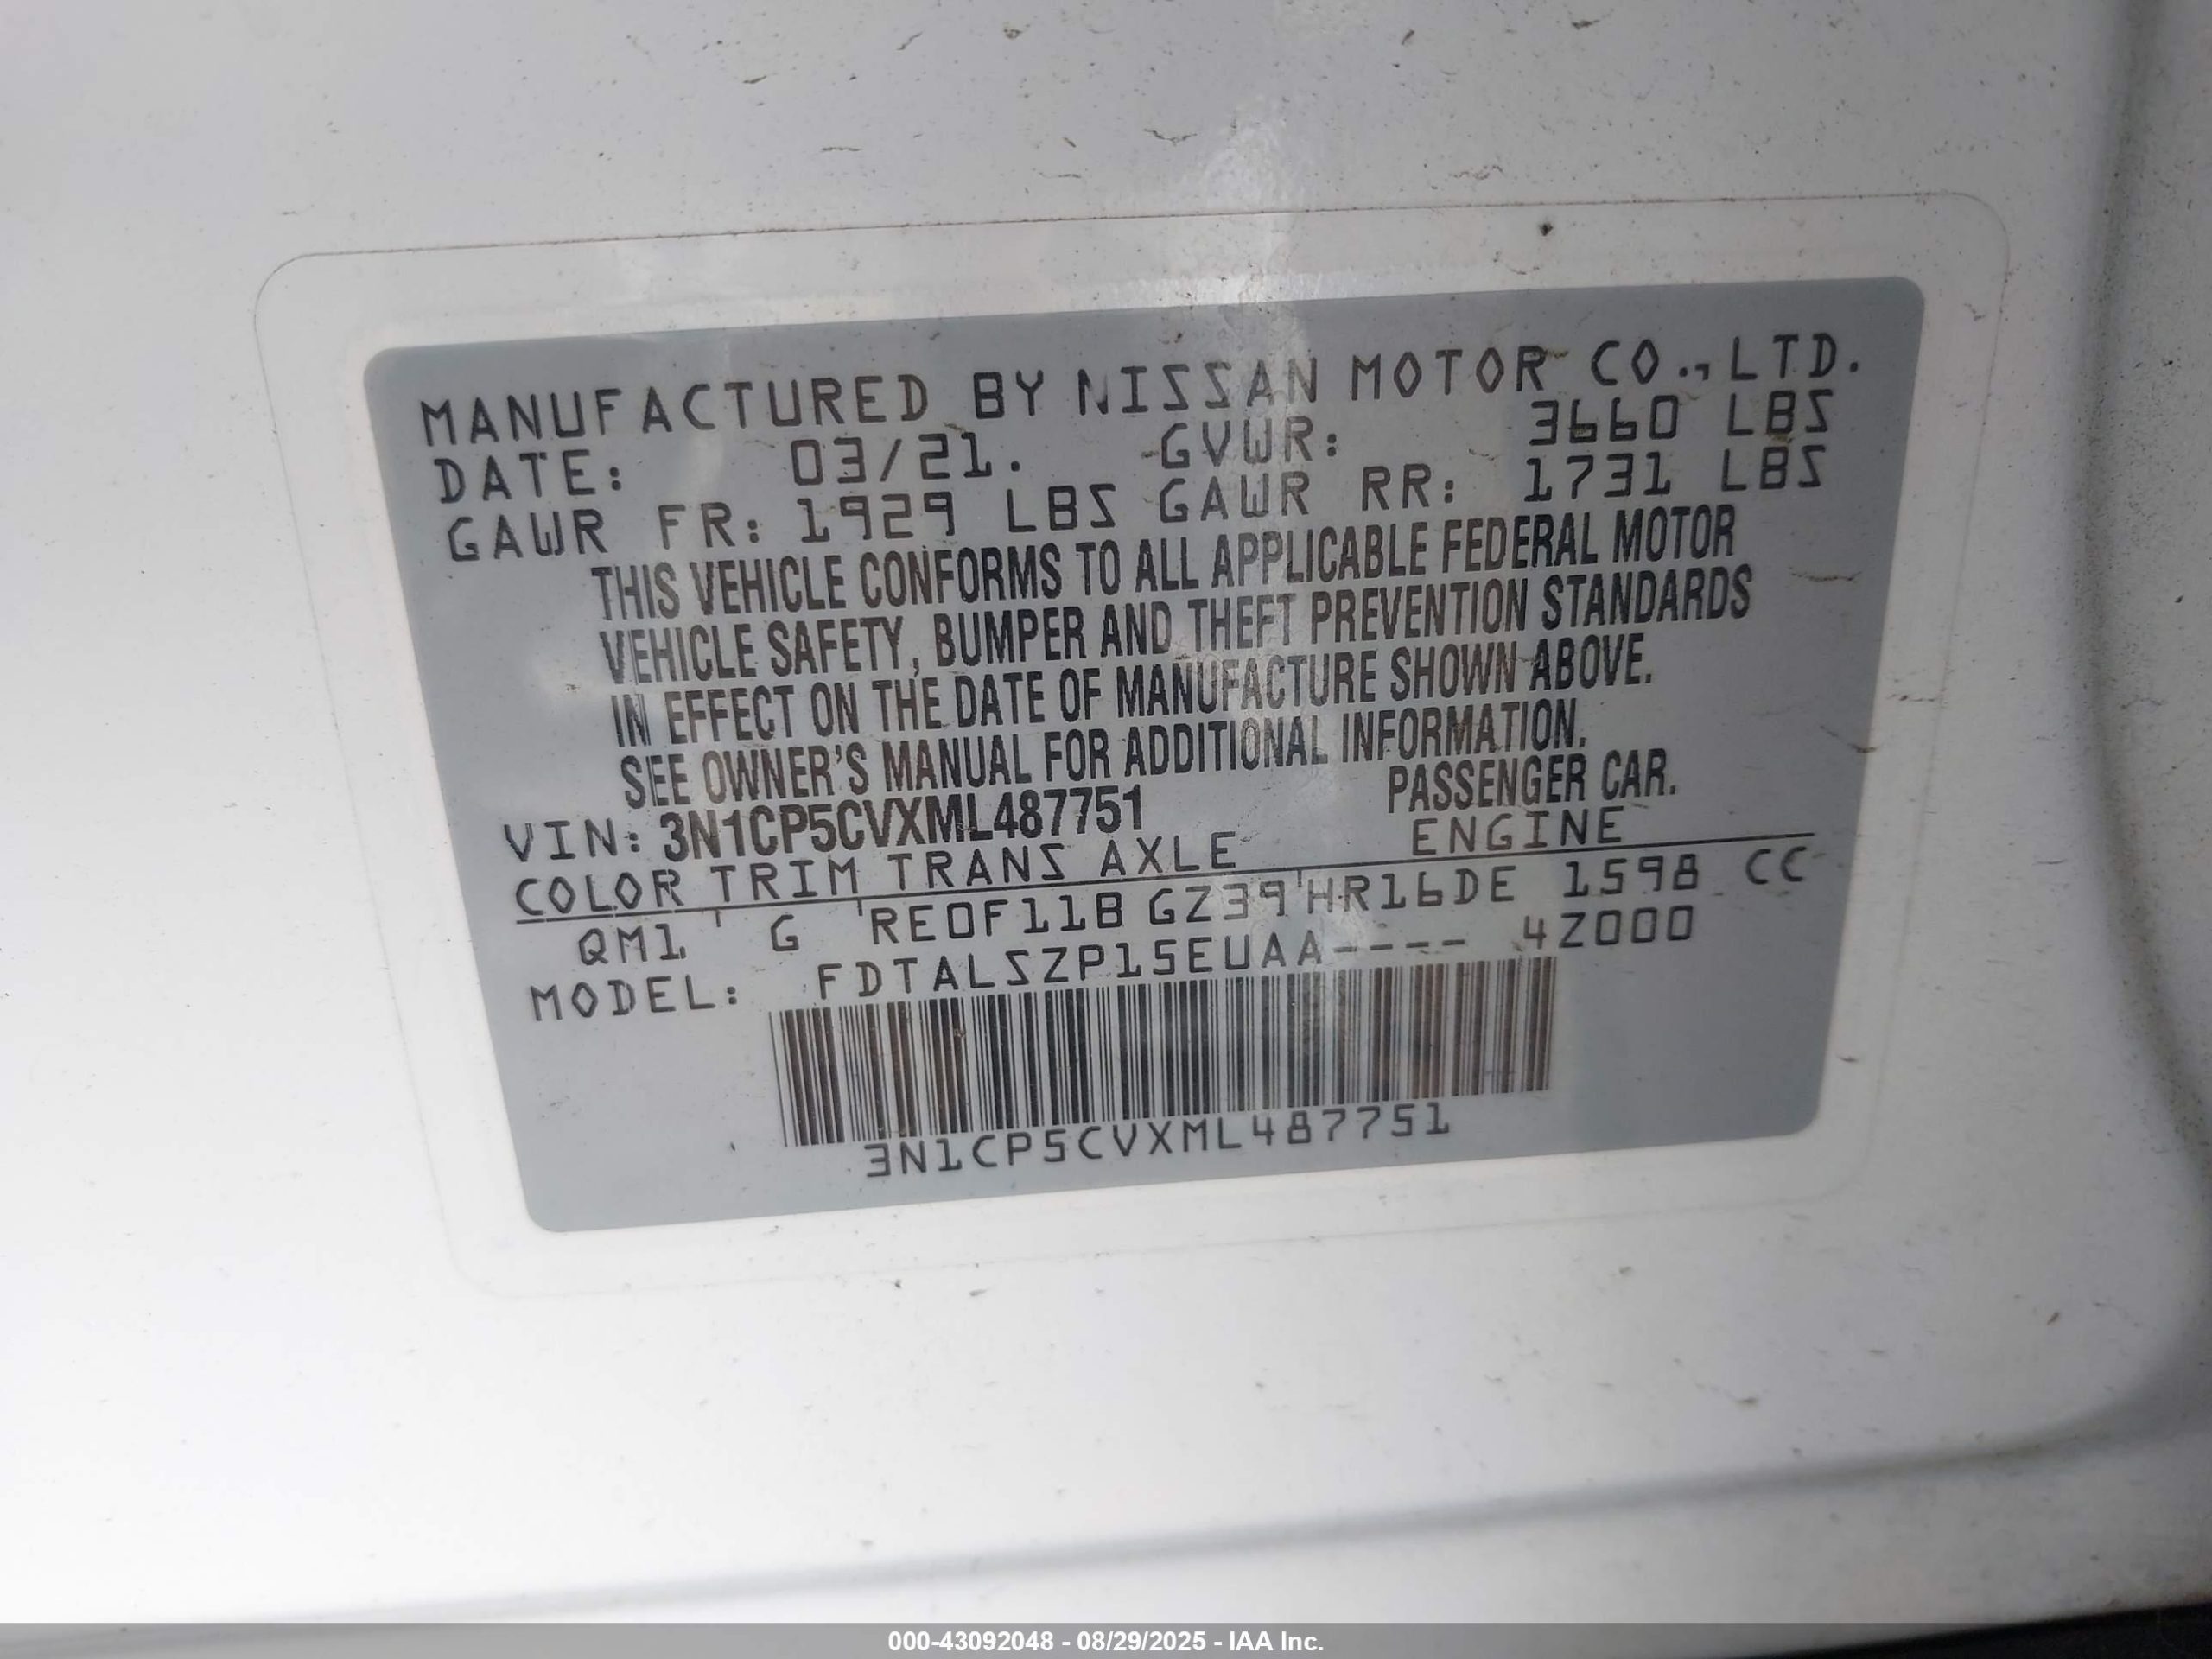 MANUFACTURED BY NISSAN MOTOR CO.,LTD.
DATE: 03/21. GVWR: 3660 LBS
GAWR FR: 1929 LBS GAWR RR: 1731 LBS
THIS VEHICLE CONFORMS TO ALL APPLICABLE FEDERAL MOTOR
VEHICLE SAFETY, BUMPER AND THEFT PREVENTION STANDARDS
IN EFFECT ON THE DATE OF MANUFACTURE SHOWN ABOVE.
SEE OWNER'S MANUAL FOR ADDITIONAL INFORMATION.
VIN: 3N1CP5CVXML487751 PASSENGER CAR.
COLOR TRIM TRANS AXLE ENGINE
QM1 G RE0F11B GZ39 HR16DE 1598 CC
MODEL: FDTALSZP15EUAA---- 4Z000
3N1CP5CVXML487751
000-43092048 - 08/29/2025 - IAA Inc.